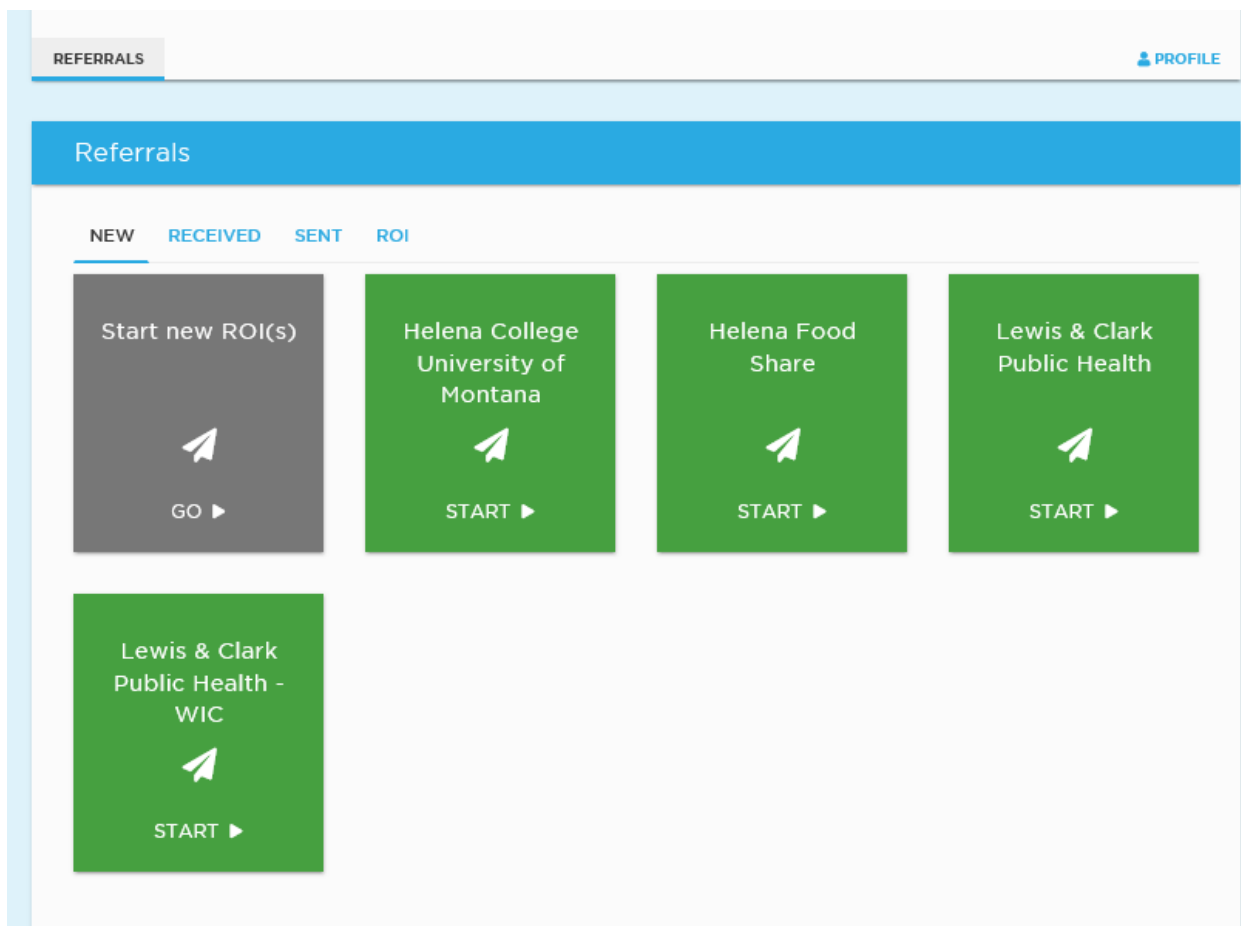 REFERRALS
PROFILE
Referrals
NEW RECEIVED SENT ROI
Start new ROI(s)
GO
Helena College
University of
Montana
START
Helena Food
Share
START
Lewis & Clark
Public Health
START
Lewis & Clark
Public Health -
WIC
START